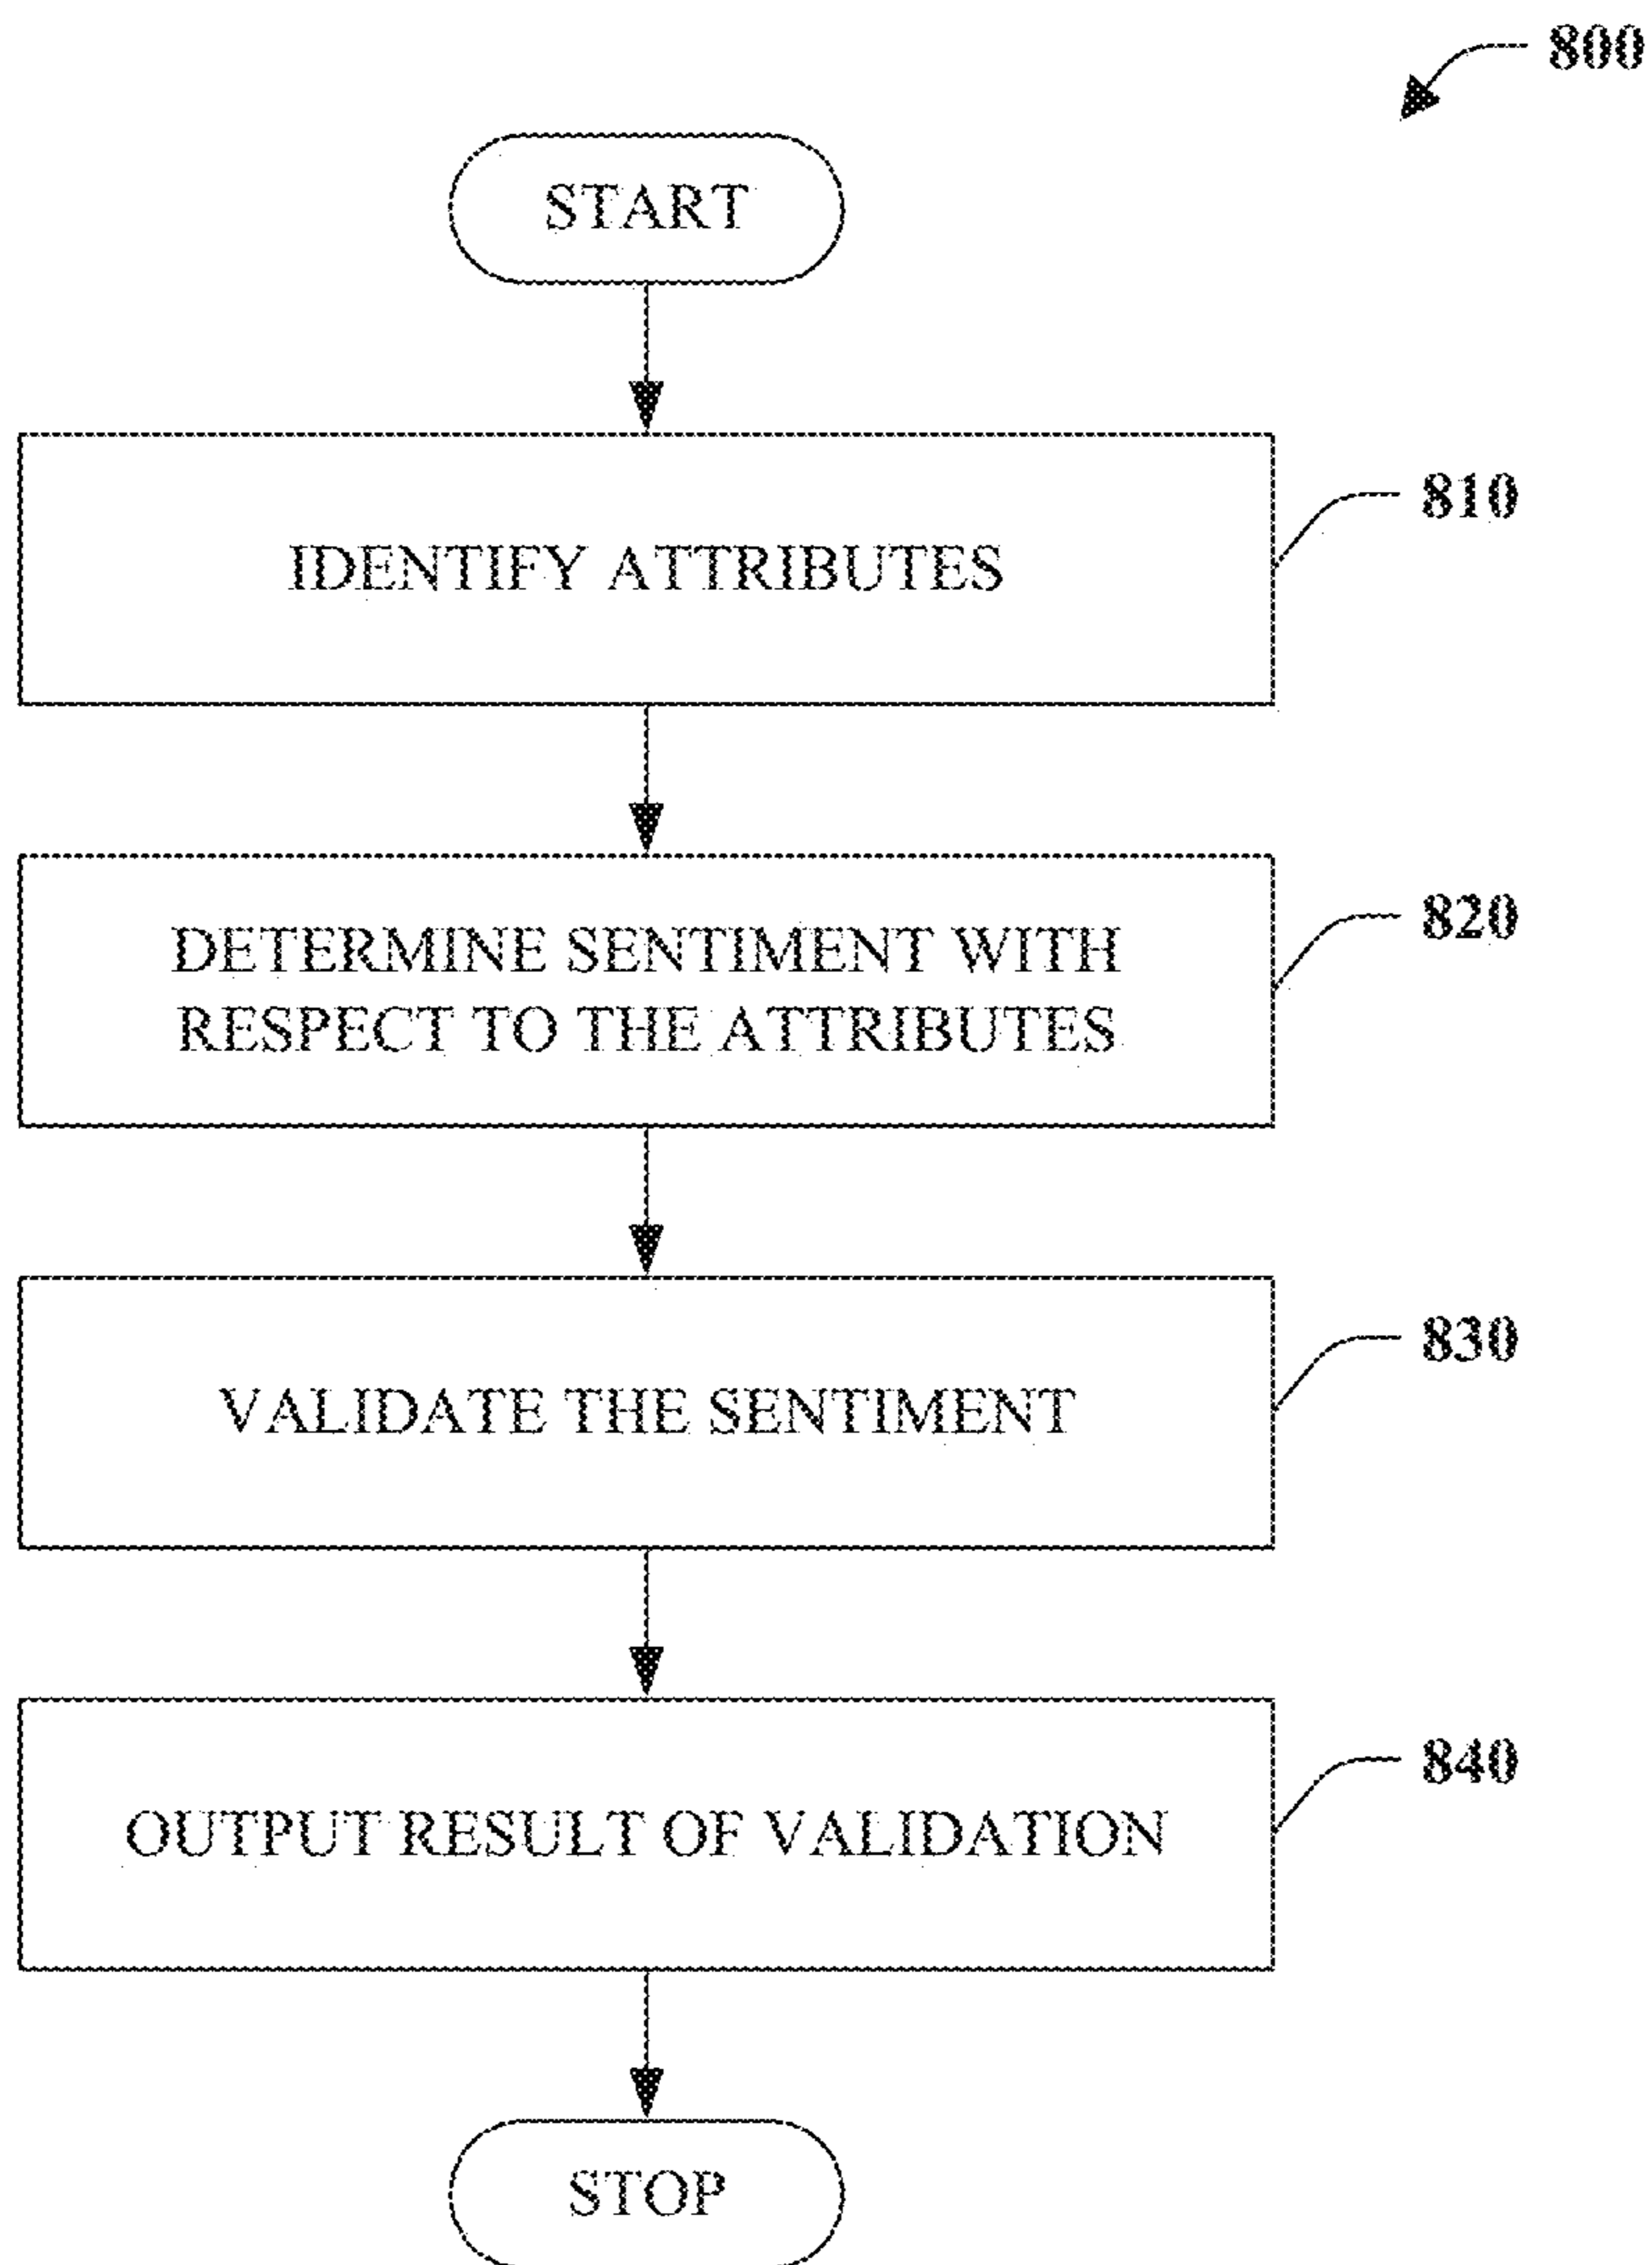 800
START
IDENTIFY ATTRIBUTES
810
DETERMINE SENTIMENT WITH
RESPECT TO THE ATTRIBUTES
820
VALIDATE THE SENTIMENT
830
OUTPUT RESULT OF VALIDATION
840
STOP